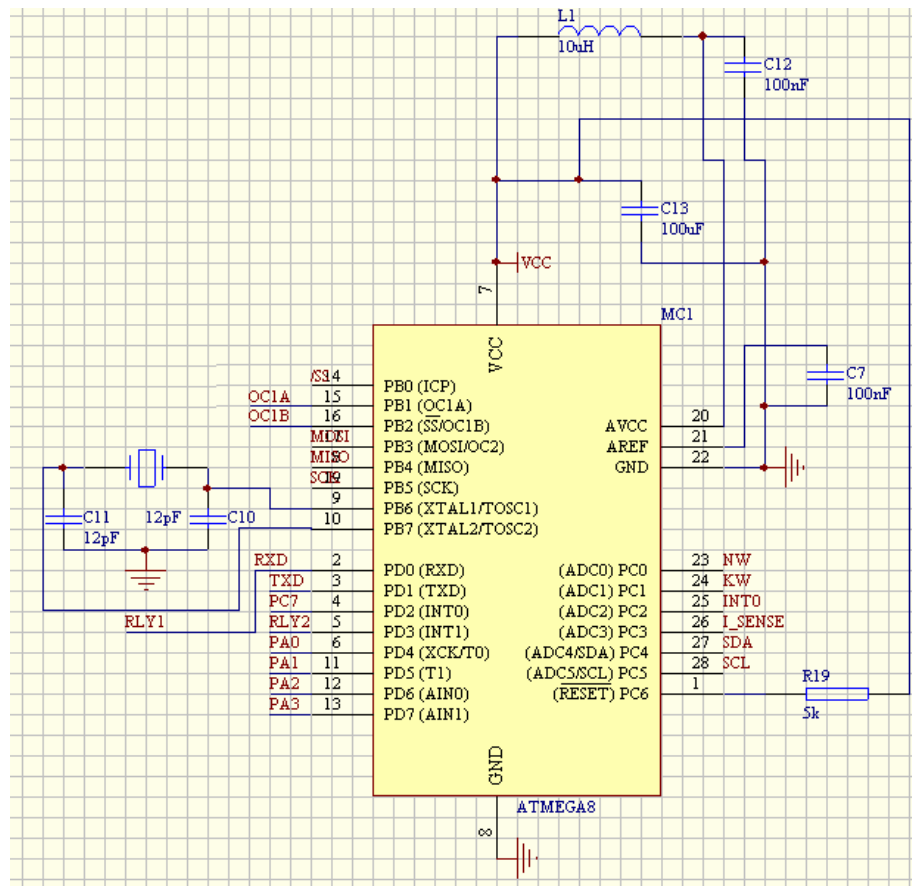 L1
10uH
C12
100nF
C13
100uF
VCC
7
MC1
VCC
C7
100nF
14 PB0 (ICP)
OC1A 15 PB1 (OC1A)
OC1B 16 PB2 (SS/OC1B)
MOSI PB3 (MOSI/OC2)
MISO PB4 (MISO)
SCK PB5 (SCK)
9 PB6 (XTAL1/TOSC1)
10 PB7 (XTAL2/TOSC2)
AVCC 20
AREF 21
GND 22
C11
12pF
12pF
C10
RXD 2 PD0 (RXD)
TXD 3 PD1 (TXD)
PC7 4 PD2 (INT0)
RLY1
RLY2 5 PD3 (INT1)
PA0 6 PD4 (XCK/T0)
PA1 11 PD5 (T1)
PA2 12 PD6 (AIN0)
PA3 13 PD7 (AIN1)
(ADC0) PC0 23 NW
(ADC1) PC1 24 KW
(ADC2) PC2 25 INT0
(ADC3) PC3 26 I_SENSE
(ADC4/SDA) PC4 27 SDA
(ADC5/SCL) PC5 28 SCL
(RESET) PC6 1
R19
5k
GND
ATMEGA8
8